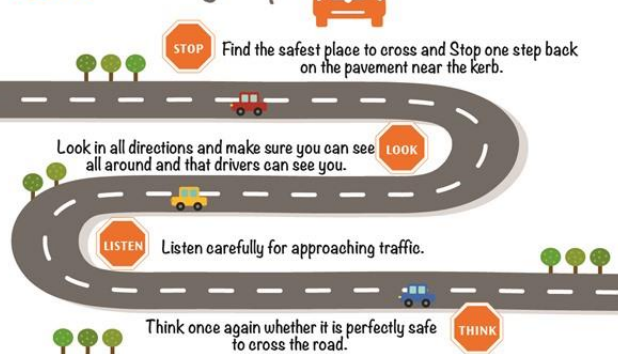 STOP
Find the safest place to cross and Stop one step back
on the pavement near the kerb.
Look in all directions and make sure you can see
all around and that drivers can see you.
LOOK
LISTEN
Listen carefully for approaching traffic.
Think once again whether it is perfectly safe
to cross the road.
THINK